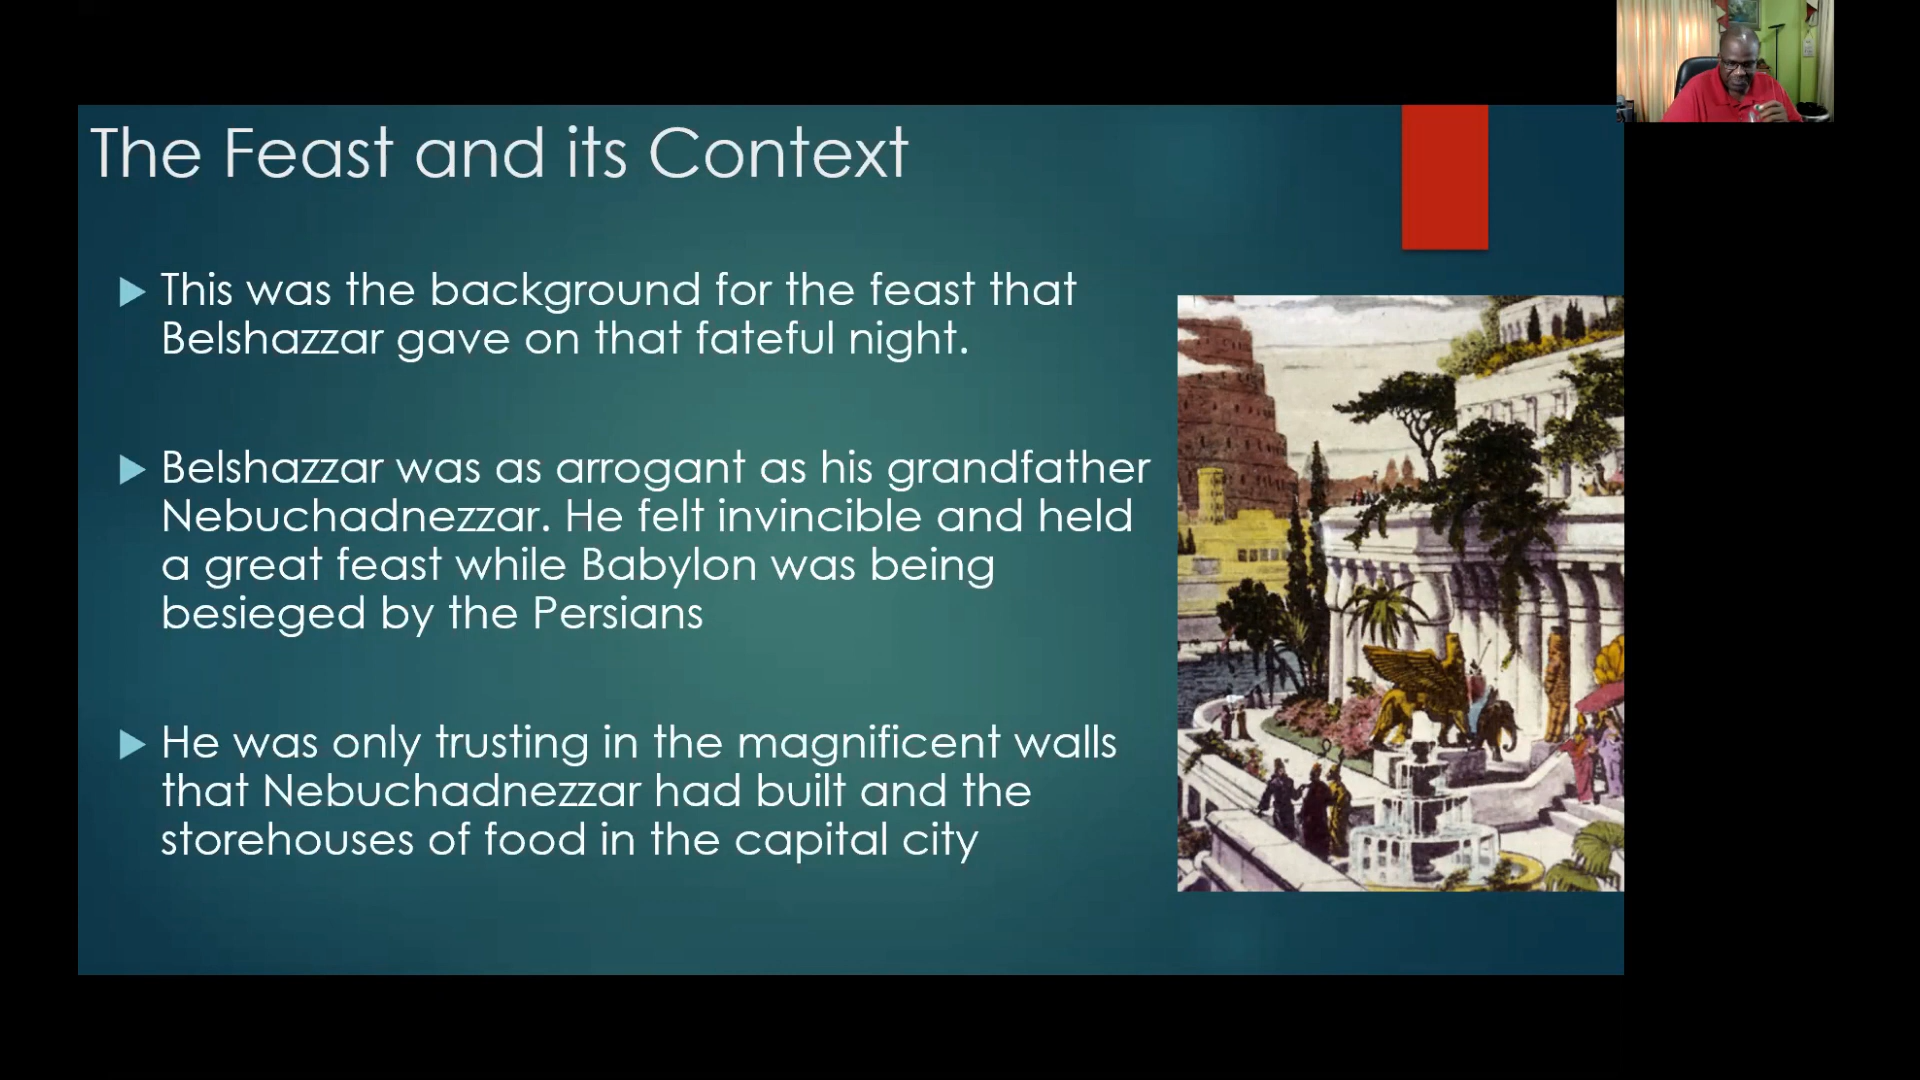 The Feast and its Context
This was the background for the feast that
Belshazzar gave on that fateful night.
Belshazzar was as arrogant as his grandfather
Nebuchadnezzar. He felt invincible and held
a great feast while Babylon was being
besieged by the Persians
He was only trusting in the magnificent walls
that Nebuchadnezzar had built and the
storehouses of food in the capital city